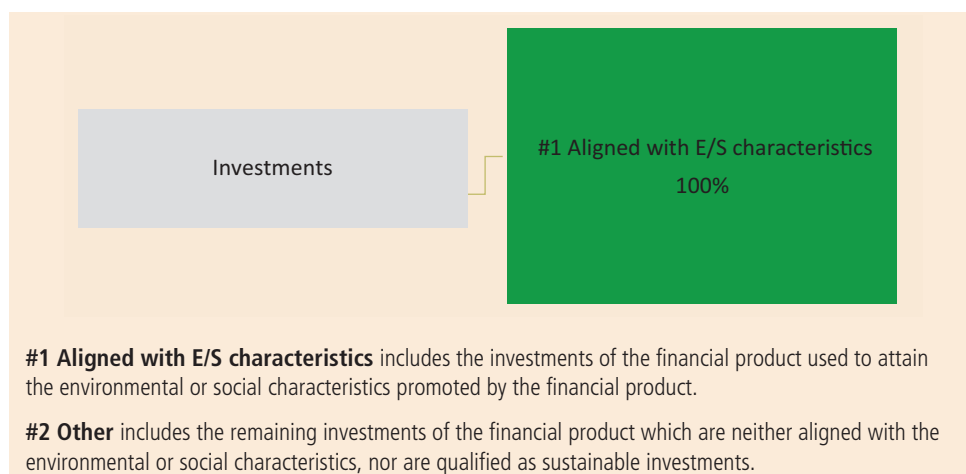 Investments
#1 Aligned with E/S characteristics
100%
#1 Aligned with E/S characteristics includes the investments of the financial product used to attain
the environmental or social characteristics promoted by the financial product.
#2 Other includes the remaining investments of the financial product which are neither aligned with the
environmental or social characteristics, nor are qualified as sustainable investments.